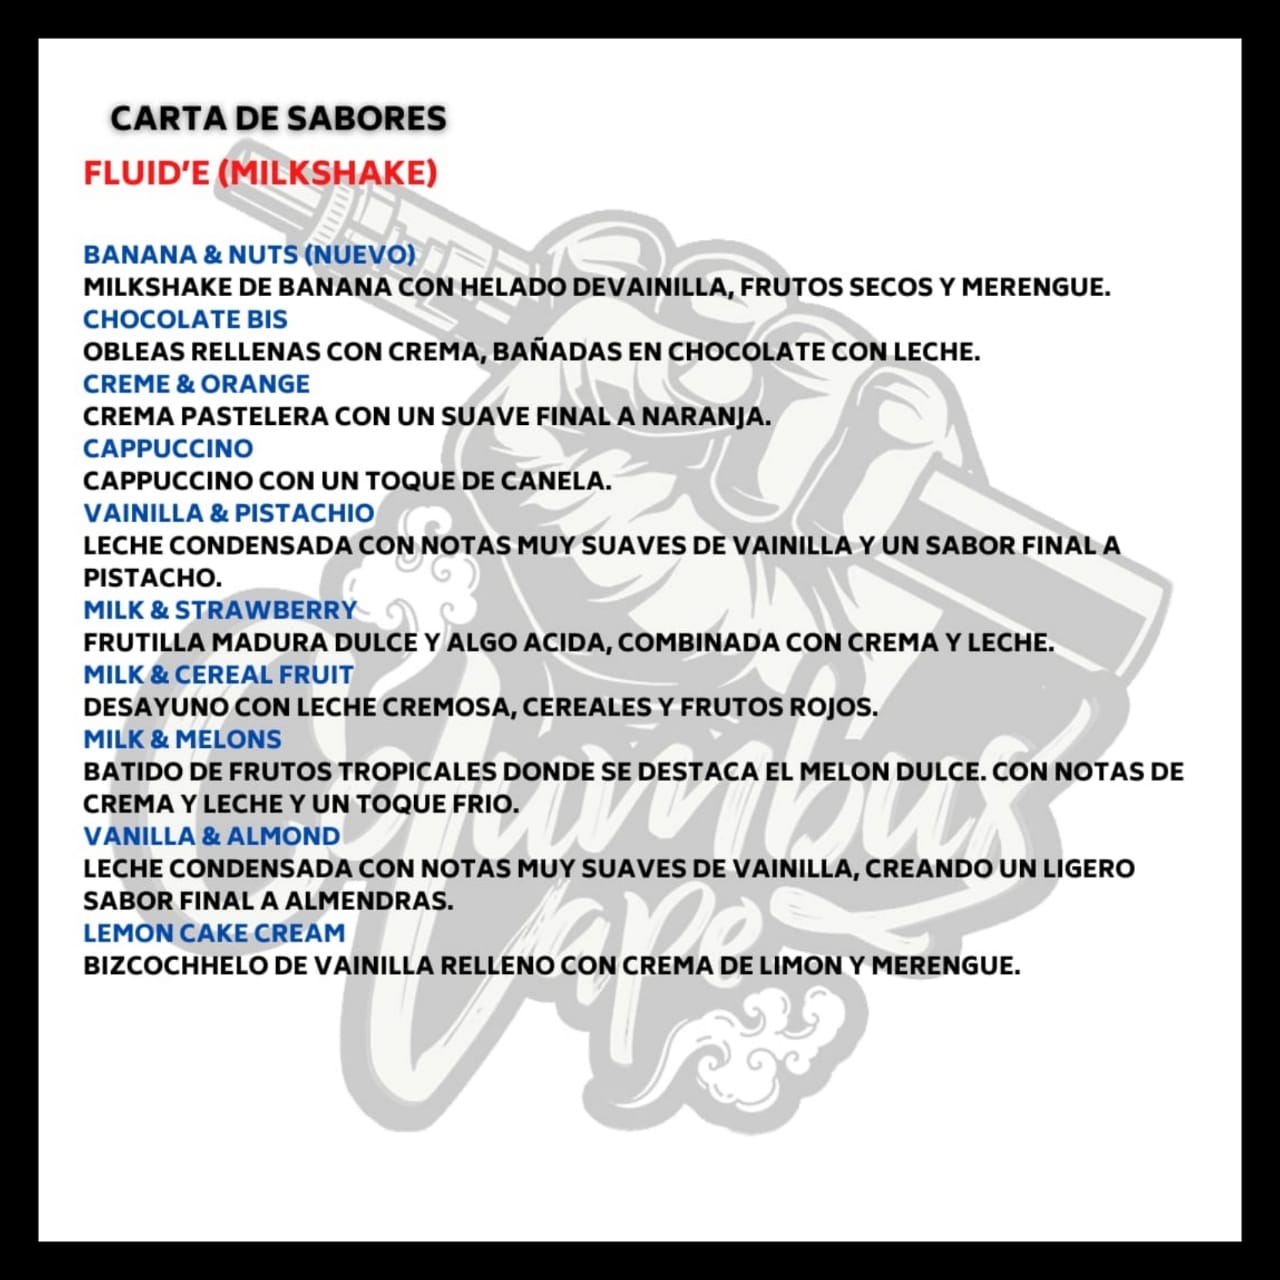 CARTA DE SABORES
FLUID'E (MILKSHAKE)
BANANA & NUTS (NUEVO)
MILKSHAKE DE BANANA CON HELADO DEVAINILLA, FRUTOS SECOS Y MERENGUE.
CHOCOLATE BIS
OBLEAS RELLENAS CON CREMA, BAÑADAS EN CHOCOLATE CON LECHE.
CREME & ORANGE
CREMA PASTELERA CON UN SUAVE FINAL A NARANJA.
CAPPUCCINO
CAPPUCCINO CON UN TOQUE DE CANELA.
VAINILLA & PISTACHIO
LECHE CONDENSADA CON NOTAS MUY SUAVES DE VAINILLA Y UN SABOR FINAL A
PISTACHO.
MILK & STRAWBERRY
FRUTILLA MADURA DULCE Y ALGO ACIDA, COMBINADA CON CREMA Y LECHE.
MILK & CEREAL FRUIT
DESAYUNO CON LECHE CREMOSA, CEREALES Y FRUTOS ROJOS.
MILK & MELONS
BATIDO DE FRUTOS TROPICALES DONDE SE DESTACA EL MELON DULCE. CON NOTAS DE
CREMA Y LECHE Y UN TOQUE FRIO.
VANILLA & ALMOND
LECHE CONDENSADA CON NOTAS MUY SUAVES DE VAINILLA, CREANDO UN LIGERO
SABOR FINAL A ALMENDRAS.
LEMON CAKE CREAM
BIZCOCHHELO DE VAINILLA RELLENO CON CREMA DE LIMON Y MERENGUE.
Columbus
Vape